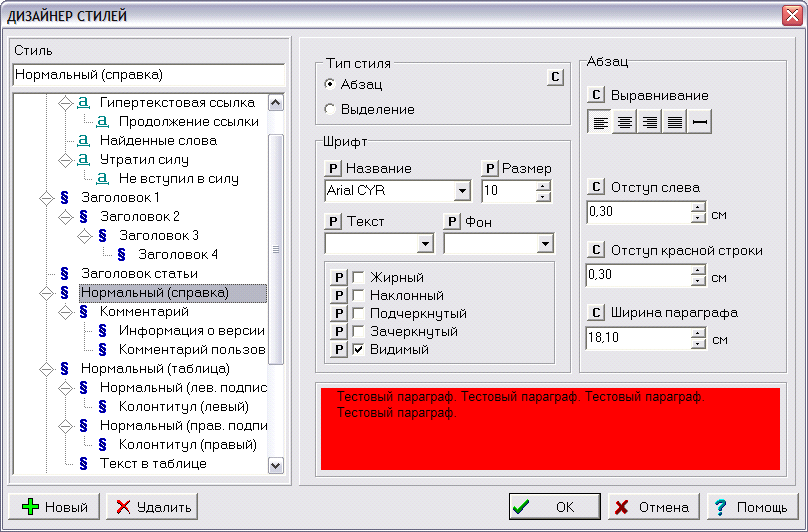 ДИЗАЙНЕР СТИЛЕЙ
Стиль
Нормальный (справка)
a Гипертекстовая ссылка
a Продолжение ссылки
a Найденные слова
a Утратил силу
a Не вступил в силу
§ Заголовок 1
§ Заголовок 2
§ Заголовок 3
§ Заголовок 4
§ Заголовок статьи
§ Нормальный (справка)
§ Комментарий
§ Информация о версии
§ Комментарий пользов
§ Нормальный (таблица)
§ Нормальный (лев. подпис
§ Колонтитул (левый)
§ Нормальный (прав. подпи
§ Колонтитул (правый)
§ Текст в таблице
Тип стиля
C
Абзац
Выделение
Шрифт
P Название P Размер
Arial CYR 10
P Текст P Фон
P Жирный
P Наклонный
P Подчеркнутый
P Зачеркнутый
P Видимый
Абзац
C Выравнивание
C Отступ слева
0,30 см
C Отступ красной строки
0,30 см
C Ширина параграфа
18,10 см
Тестовый параграф. Тестовый параграф. Тестовый параграф.
Тестовый параграф.
Новый Удалить OK Отмена ? Помощь